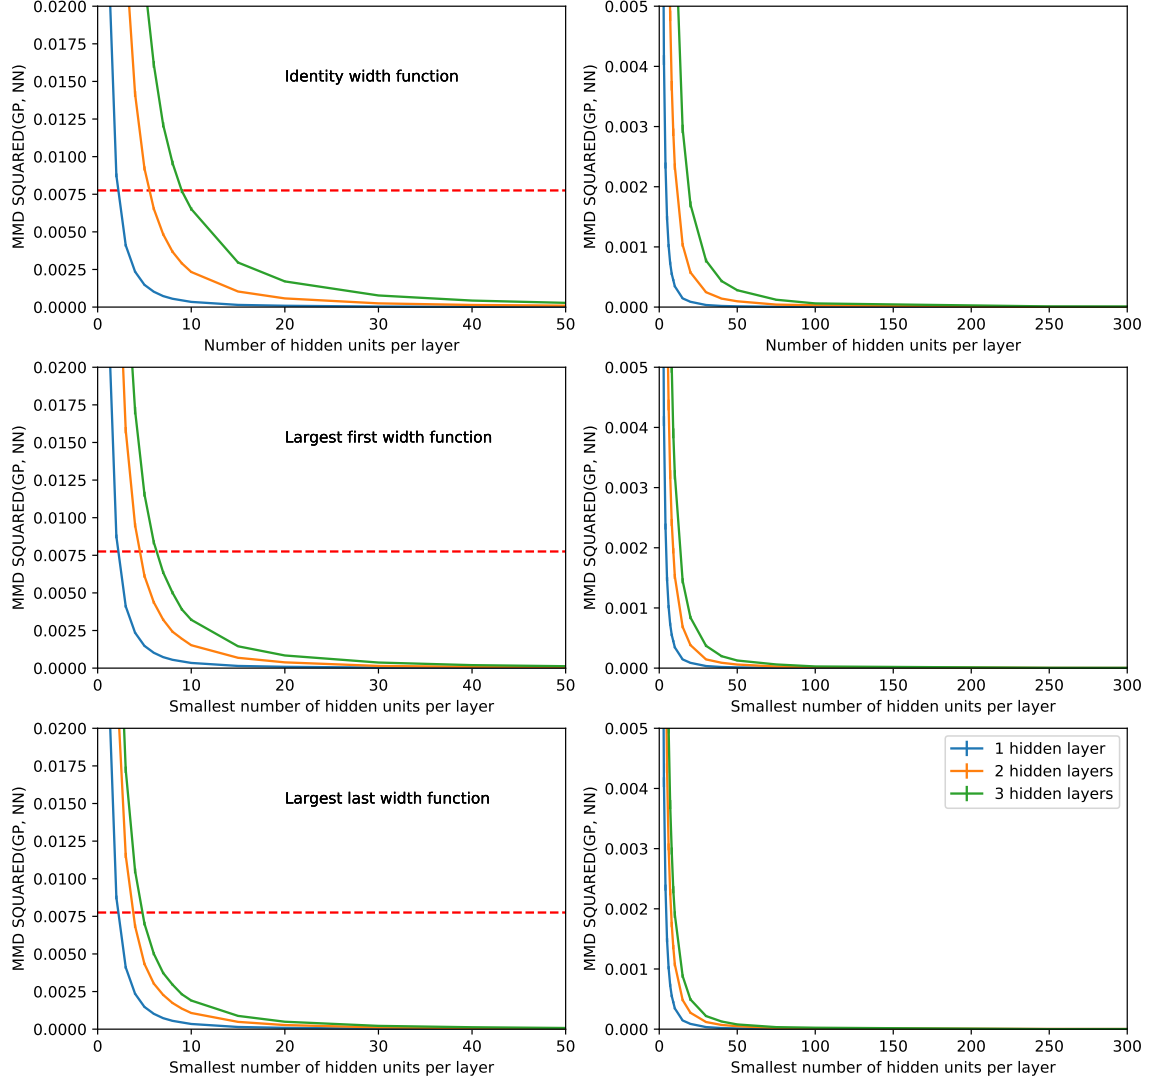 0.0200
0.0175
0.0150
0.0125
0.0100
0.0075
0.0050
0.0025
0.0000
MMD SQUARED(GP, NN)
Identity width function
0 10 20 30 40 50
Number of hidden units per layer
0.005
0.004
0.003
0.002
0.001
0.000
MMD SQUARED(GP, NN)
0 50 100 150 200 250 300
Number of hidden units per layer
0.0200
0.0175
0.0150
0.0125
0.0100
0.0075
0.0050
0.0025
0.0000
MMD SQUARED(GP, NN)
Largest first width function
0 10 20 30 40 50
Smallest number of hidden units per layer
0.005
0.004
0.003
0.002
0.001
0.000
MMD SQUARED(GP, NN)
0 50 100 150 200 250 300
Smallest number of hidden units per layer
0.0200
0.0175
0.0150
0.0125
0.0100
0.0075
0.0050
0.0025
0.0000
MMD SQUARED(GP, NN)
Largest last width function
0 10 20 30 40 50
Smallest number of hidden units per layer
0.005
0.004
0.003
0.002
0.001
0.000
MMD SQUARED(GP, NN)
1 hidden layer
2 hidden layers
3 hidden layers
0 50 100 150 200 250 300
Smallest number of hidden units per layer